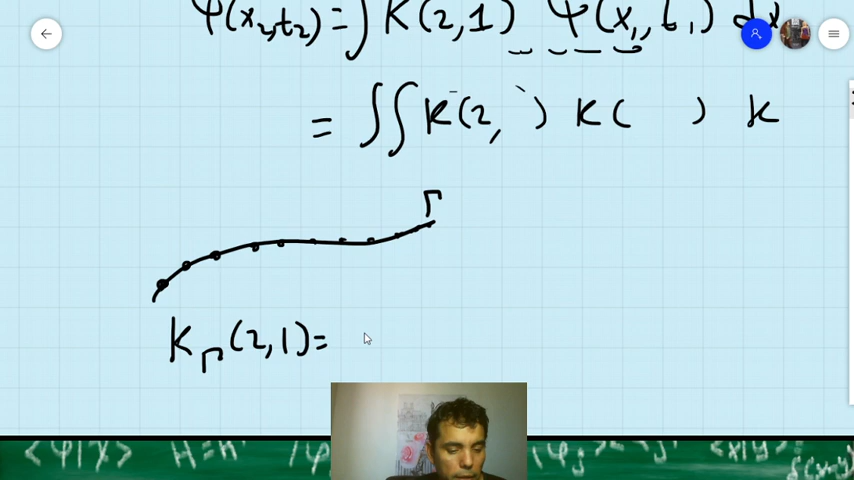 Ψ(x₂,t₂)=∫K(2,1) Ψ(x₁,t₁) dx
= ∫∫ K(2, ) K( ) K
Γ
K_Γ(2,1)=
<φ|x> H=H